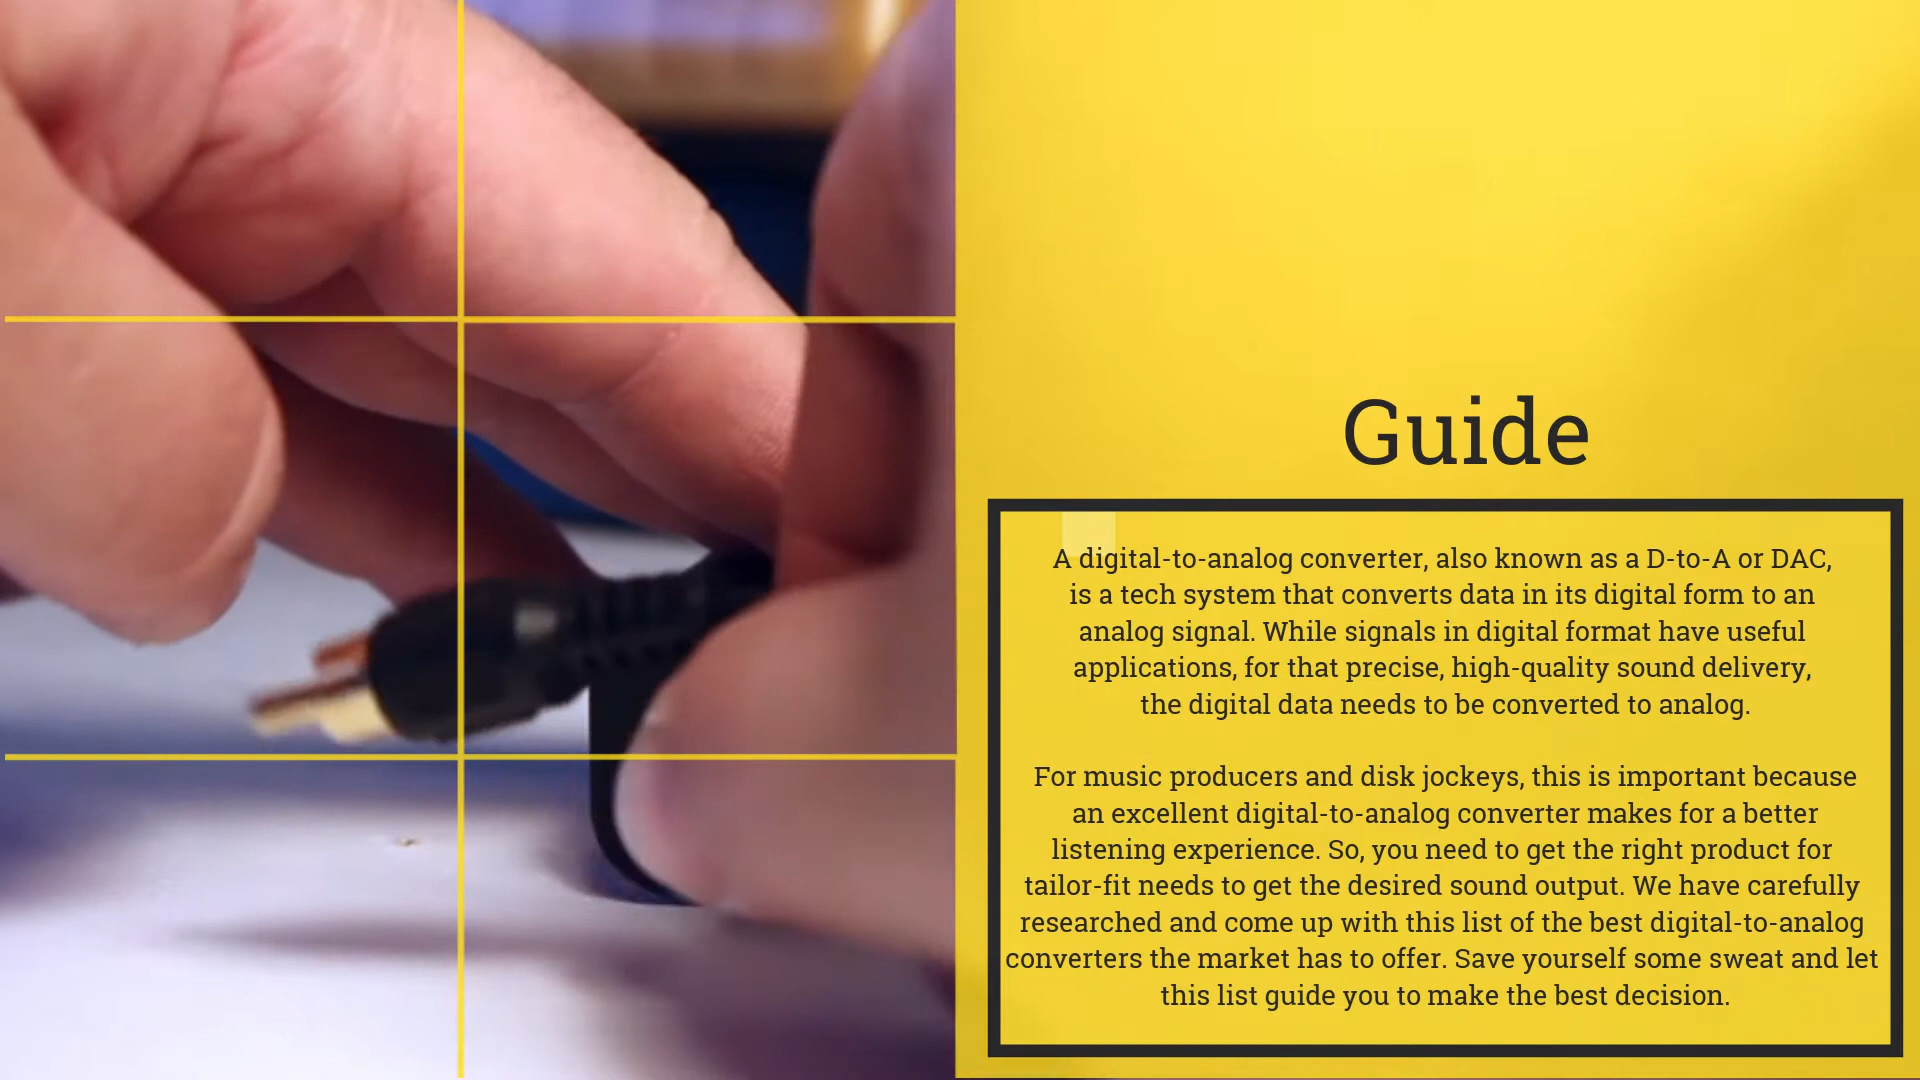 Guide
A digital-to-analog converter, also known as a D-to-A or DAC,
is a tech system that converts data in its digital form to an
analog signal. While signals in digital format have useful
applications, for that precise, high-quality sound delivery,
the digital data needs to be converted to analog.
For music producers and disk jockeys, this is important because
an excellent digital-to-analog converter makes for a better
listening experience. So, you need to get the right product for
tailor-fit needs to get the desired sound output. We have carefully
researched and come up with this list of the best digital-to-analog
converters the market has to offer. Save yourself some sweat and let
this list guide you to make the best decision.